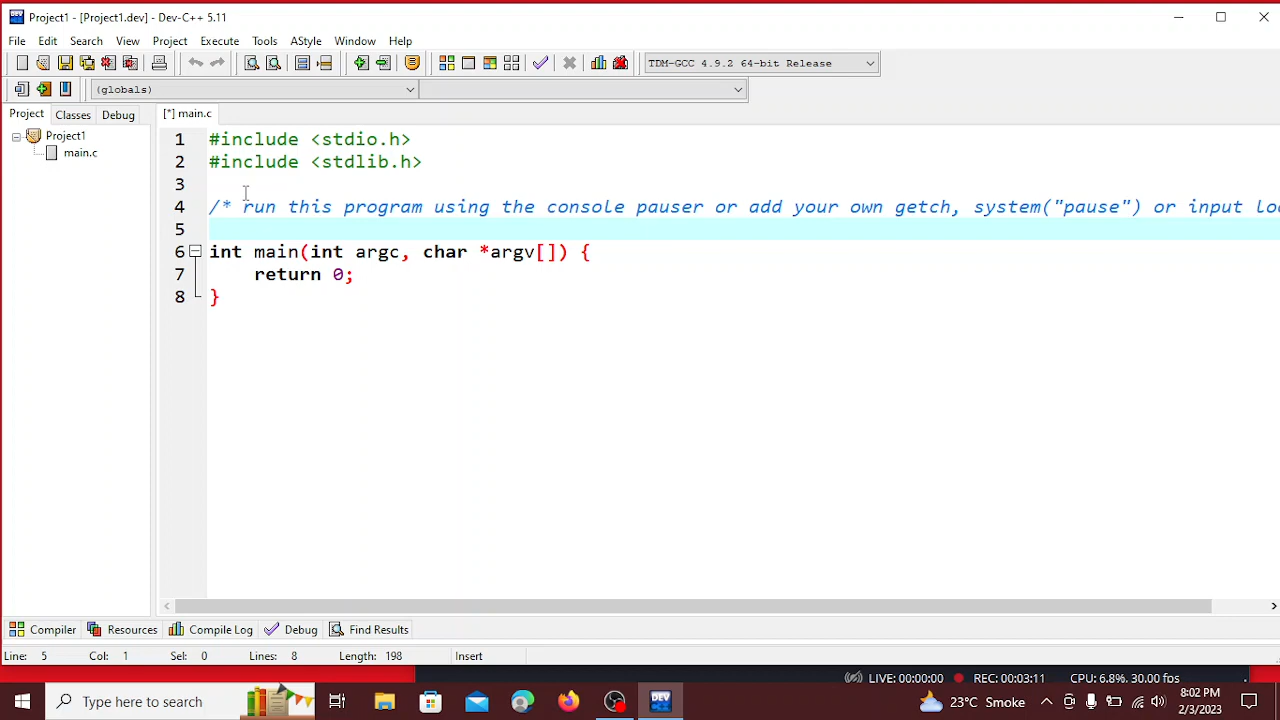 Project1 - [Project1.dev] - Dev-C++ 5.11
File Edit Search View Project Execute Tools AStyle Window Help
TDM-GCC 4.9.2 64-bit Release
(globals)
Project Classes Debug [*] main.c
Project1
main.c
1 #include <stdio.h>
2 #include <stdlib.h>
3
4 /* run this program using the console pauser or add your own getch, system("pause") or input loo
5
6 int main(int argc, char *argv[]) {
7 return 0;
8 }
Compiler Resources Compile Log Debug Find Results
Line: 5 Col: 1 Sel: 0 Lines: 8 Length: 198 Insert
LIVE: 00:00:00 REC: 00:03:11 CPU: 6.8%, 30.00 fps
Type here to search
DEV
23°C Smoke
8:02 PM
2/3/2023